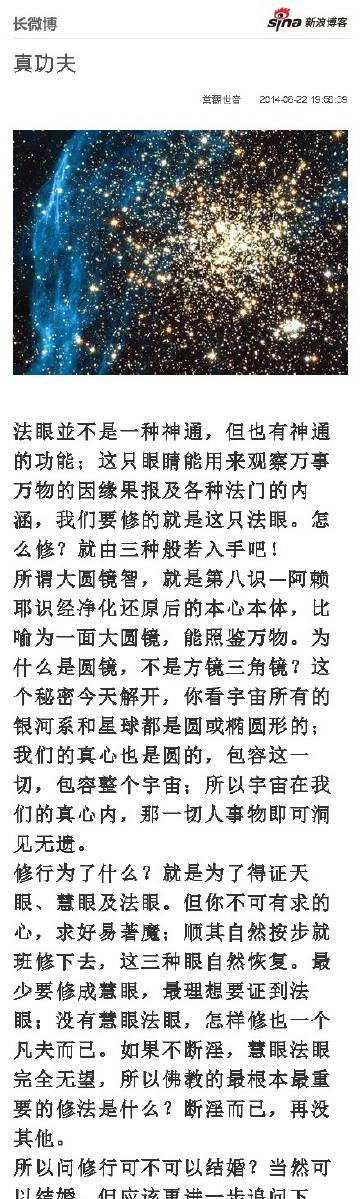 长微博
sina 新浪博客
真功夫
2014-06-22 19:56:39
法眼並不是一种神通，但也有神通
的功能；这只眼睛能用来观察万事
万物的因缘果报及各种法门的内
涵，我们要修的就是这只法眼。怎
么修？就由三种般若入手吧！
所谓大圆镜智，就是第八识—阿赖
耶识经净化还原后的本心本体，比
喻为一面大圆镜，能照鉴万物。为
什么是圆镜，不是方镜三角镜？这
个秘密今天解开，你看宇宙所有的
银河系和星球都是圆或椭圆形的；
我们的真心也是圆的，包容这一
切，包容整个宇宙；所以宇宙在我
们的真心内，那一切人事物即可洞
见无遗。
修行为了什么？就是为了得证天
眼、慧眼及法眼。但你不可有求的
心，求好易著魔；顺其自然按步就
班修下去，这三种眼自然恢复。最
少要修成慧眼，最理想要证到法
眼；没有慧眼法眼，怎样修也一个
凡夫而已。如果不断淫，慧眼法眼
完全无望，所以佛教的最根本最重
要的修法是什么？断淫而已，再没
其他。
所以问修行可不可以结婚？当然可
以结婚，但应该再进一步追问下